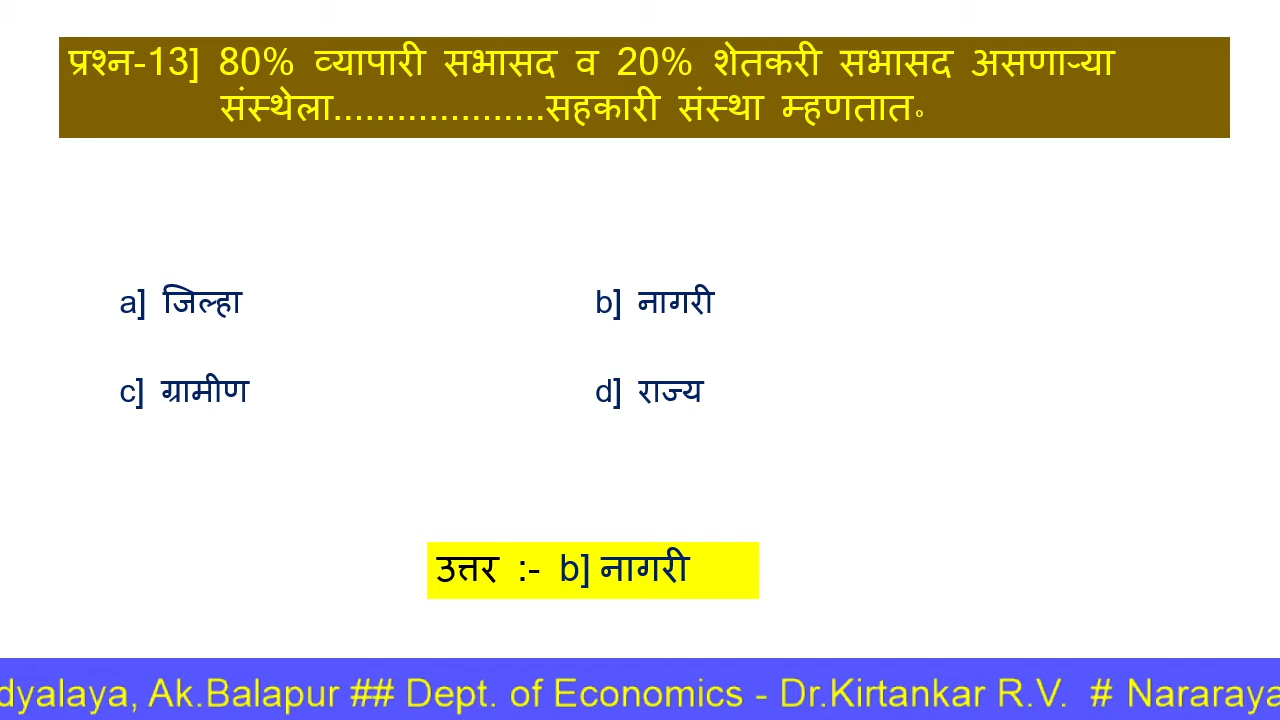 प्रश्न-13] 80% व्यापारी सभासद व 20% शेतकरी सभासद असणाऱ्या
संस्थेला....................सहकारी संस्था म्हणतात॰
a] जिल्हा b] नागरी
c] ग्रामीण d] राज्य
उत्तर :- b] नागरी
dyalaya, Ak.Balapur ## Dept. of Economics - Dr.Kirtankar R.V. # Nararaya